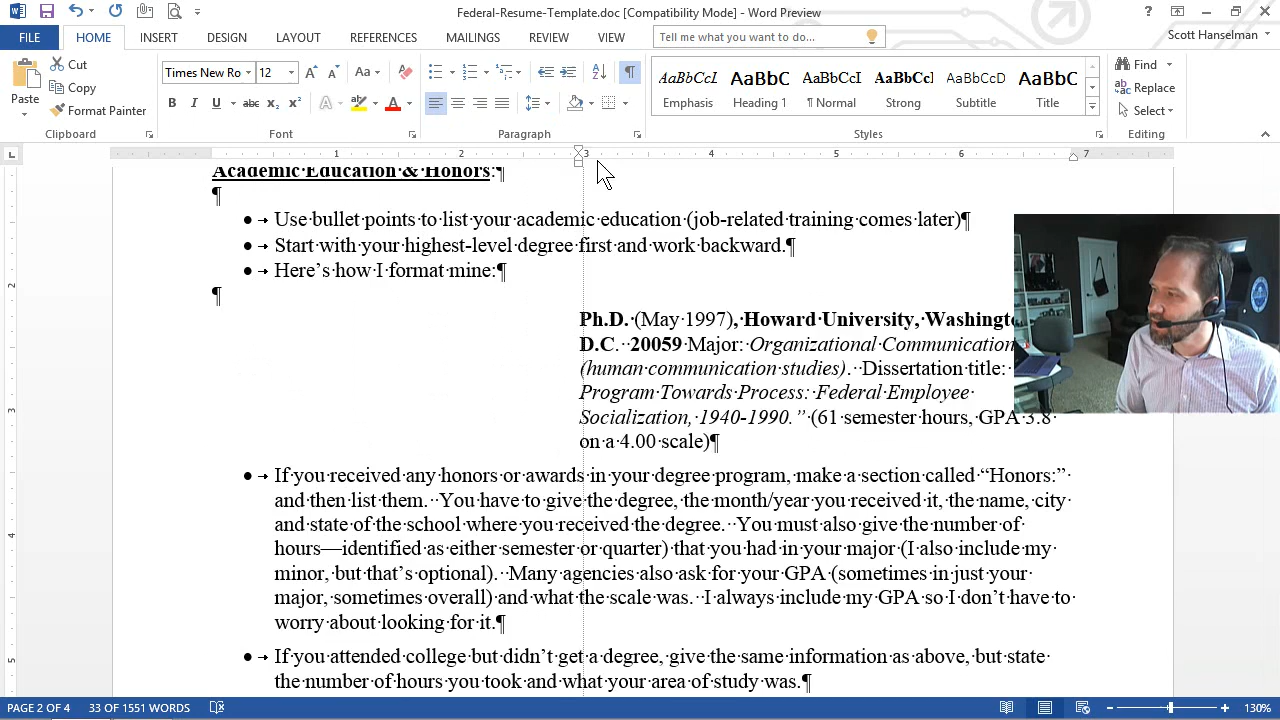 Federal-Resume-Template.doc [Compatibility Mode] - Word Preview
FILE HOME INSERT DESIGN LAYOUT REFERENCES MAILINGS REVIEW VIEW Tell me what you want to do... Scott Hanselman
Paste
Cut
Copy
Format Painter
Clipboard
Times New Ro 12
Font
Paragraph
AaBbCcI AaBbC AaBbCcI AaBbCcI AaBbCcD AaBbC
Emphasis Heading 1 ¶ Normal Strong Subtitle Title
Styles
Find
Replace
Select
Editing
1 2 3 4 5 6 7
Academic·Education·&·Honors:¶
¶
●→Use·bullet·points·to·list·your·academic·education·(job-related·training·comes·later)¶
●→Start·with·your·highest-level·degree·first·and·work·backward.¶
●→Here’s·how·I·format·mine:¶
¶
Ph.D.·(May·1997),·Howard·University,·
D.C.··20059·Major:·Organizational·Communication
(human·communication·studies).··Dissertation·title:·
Program·Towards·Process:·Federal·Employee·
Socialization,·1940-1990.”·(61·semester·hours,·GPA·3.8·
on·a·4.00·scale)¶
●→If·you·received·any·honors·or·awards·in·your·degree·program,·make·a·section·called·“Honors:”·
and·then·list·them.··You·have·to·give·the·degree,·the·month/year·you·received·it,·the·name,·city·
and·state·of·the·school·where·you·received·the·degree.··You·must·also·give·the·number·of·
hours—identified·as·either·semester·or·quarter)·that·you·had·in·your·major·(I·also·include·my·
minor,·but·that’s·optional).··Many·agencies·also·ask·for·your·GPA·(sometimes·in·just·your·
major,·sometimes·overall)·and·what·the·scale·was.··I·always·include·my·GPA·so·I·don’t·have·to·
worry·about·looking·for·it.¶
●→If·you·attended·college·but·didn’t·get·a·degree,·give·the·same·information·as·above,·but·state·
the·number·of·hours·you·took·and·what·your·area·of·study·was.¶
2
3
4
5
PAGE 2 OF 4 33 OF 1551 WORDS 130%